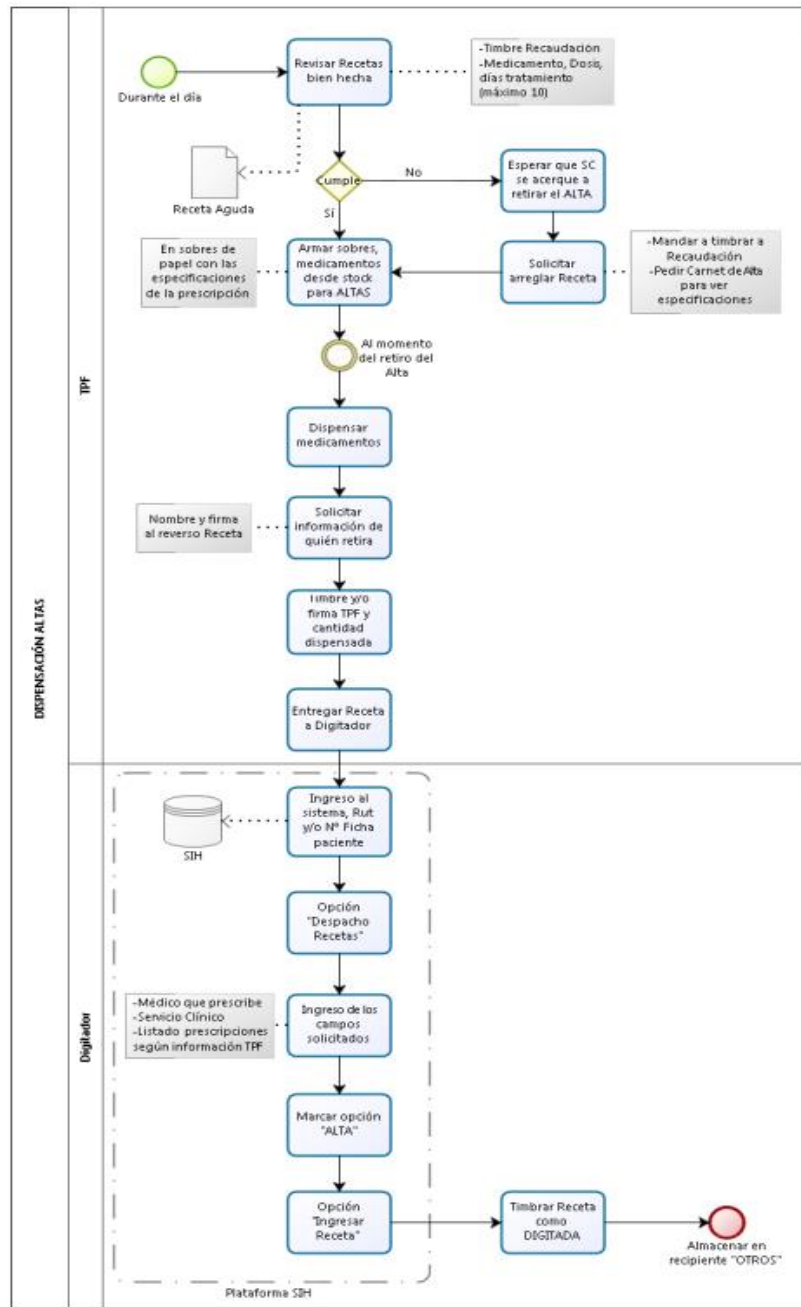 DISPENSACIÓN ALTAS
TPF
Durante el día
Revisar Recetas
bien hecha
-Timbre Recaudación
-Medicamento, Dosis,
días tratamiento
(máximo 10)
Receta Aguda
Cumple
No
Sí
Esperar que SC
se acerque a
retirar el ALTA
Solicitar
arreglar Receta
-Mandar a timbrar a
Recaudación
-Pedir Carnet de Alta
para ver
especificaciones
En sobres de
papel con las
especificaciones
de la prescripción
Armar sobres,
medicamentos
desde stock
para ALTAS
Al momento
del retiro del
Alta
Dispensar
medicamentos
Nombre y firma
al reverso Receta
Solicitar
información de
quién retira
Timbre y/o
firma TPF y
cantidad
dispensada
Entregar Receta
a Digitador
Digitador
SIH
Ingreso al
sistema, Rut
y/o N° Ficha
paciente
Opción
"Despacho
Recetas"
-Médico que prescribe
-Servicio Clínico
-Listado prescripciones
según información TPF
Ingreso de los
campos
solicitados
Marcar opción
"ALTA"
Opción
"Ingresar
Receta"
Timbrar Receta
como
DIGITADA
Almacenar en
recipiente "OTROS"
Plataforma SIH